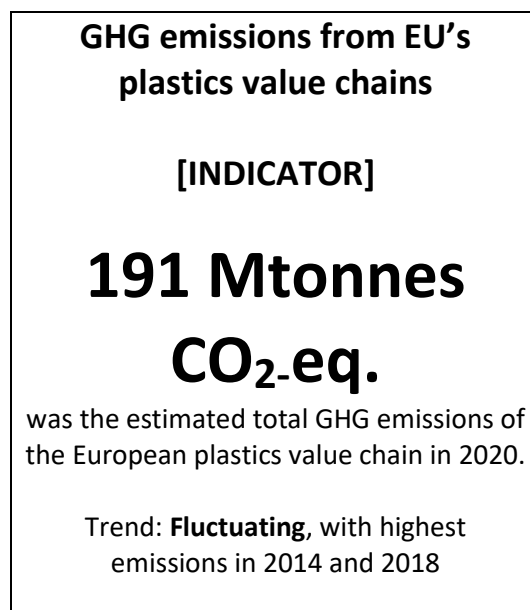 GHG emissions from EU's
plastics value chains
[INDICATOR]
191 Mtonnes
CO₂-eq.
was the estimated total GHG emissions of
the European plastics value chain in 2020.
Trend: Fluctuating, with highest
emissions in 2014 and 2018